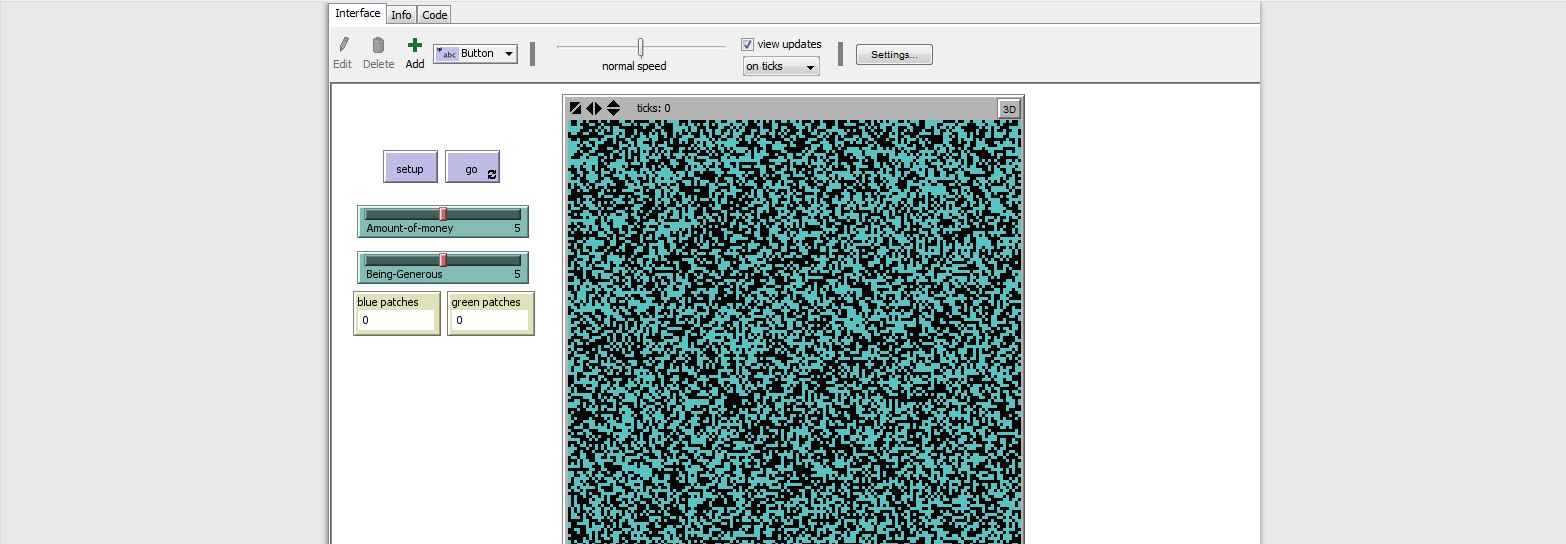 Interface Info Code
Edit Delete Add abc Button normal speed view updates on ticks Settings...
ticks: 0 3D
setup go
Amount-of-money 5
Being-Generous 5
blue patches green patches
0 0